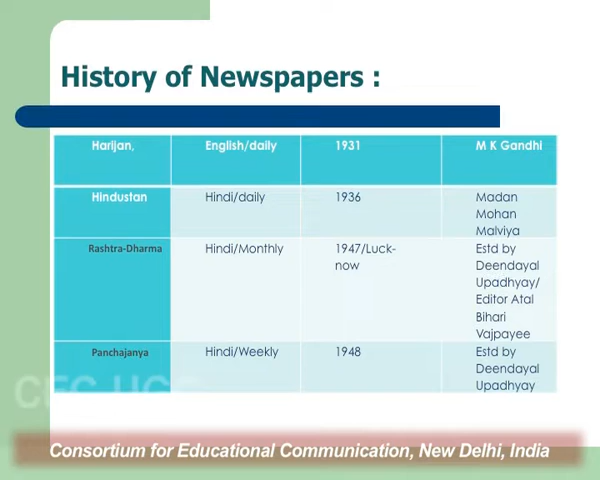 History of Newspapers :
Harijan, English/daily 1931 M K Gandhi
Hindustan Hindi/daily 1936 Madan
Mohan
Malviya
Rashtra-Dharma Hindi/Monthly 1947/Luck- Estd by
now Deendayal
Upadhyay/
Editor Atal
Bihari
Vajpayee
Panchajanya Hindi/Weekly 1948 Estd by
Deendayal
Upadhyay
CEC-UGC
Consortium for Educational Communication, New Delhi, India